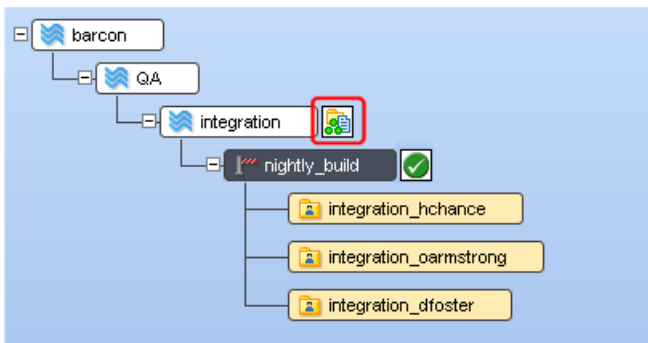 barcon
QA
integration
nightly_build
integration_hchance
integration_oarmstrong
integration_dfoster